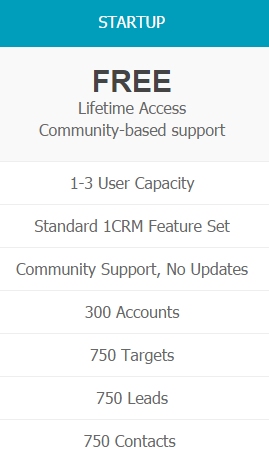 STARTUP
FREE
Lifetime Access
Community-based support
1-3 User Capacity
Standard 1CRM Feature Set
Community Support, No Updates
300 Accounts
750 Targets
750 Leads
750 Contacts